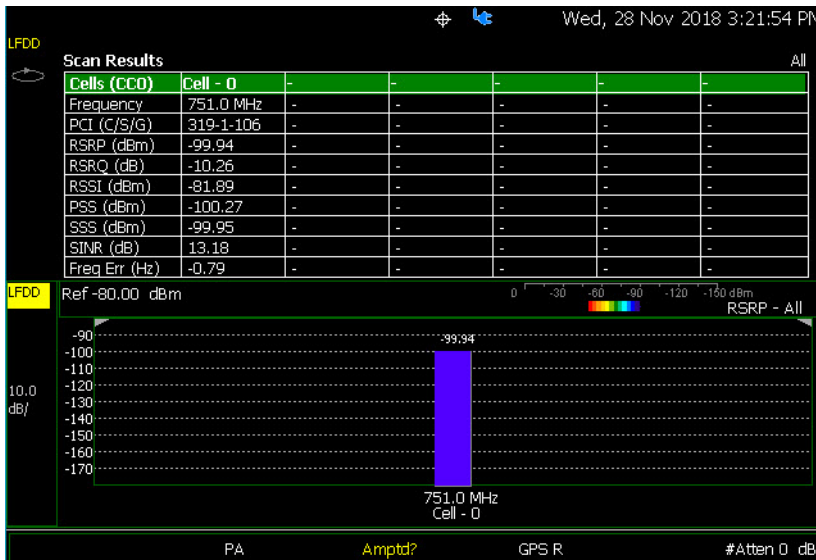 Wed, 28 Nov 2018 3:21:54 PM
LFDD
Scan Results All
Cells (CC0) Cell - 0 - - - - -
Frequency 751.0 MHz - - - - -
PCI (C/S/G) 319-1-106 - - - - -
RSRP (dBm) -99.94 - - - - -
RSRQ (dB) -10.26 - - - - -
RSSI (dBm) -81.89 - - - - -
PSS (dBm) -100.27 - - - - -
SSS (dBm) -99.95 - - - - -
SINR (dB) 13.18 - - - - -
Freq Err (Hz) -0.79 - - - - -
LFDD Ref -80.00 dBm 0 -30 -60 -90 -120 -150 dBm
RSRP - All
-90 -99.94
-100
-110
10.0 -120
dB/ -130
-140
-150
-160
-170
751.0 MHz
Cell - 0
PA Amptd? GPS R #Atten 0 dB